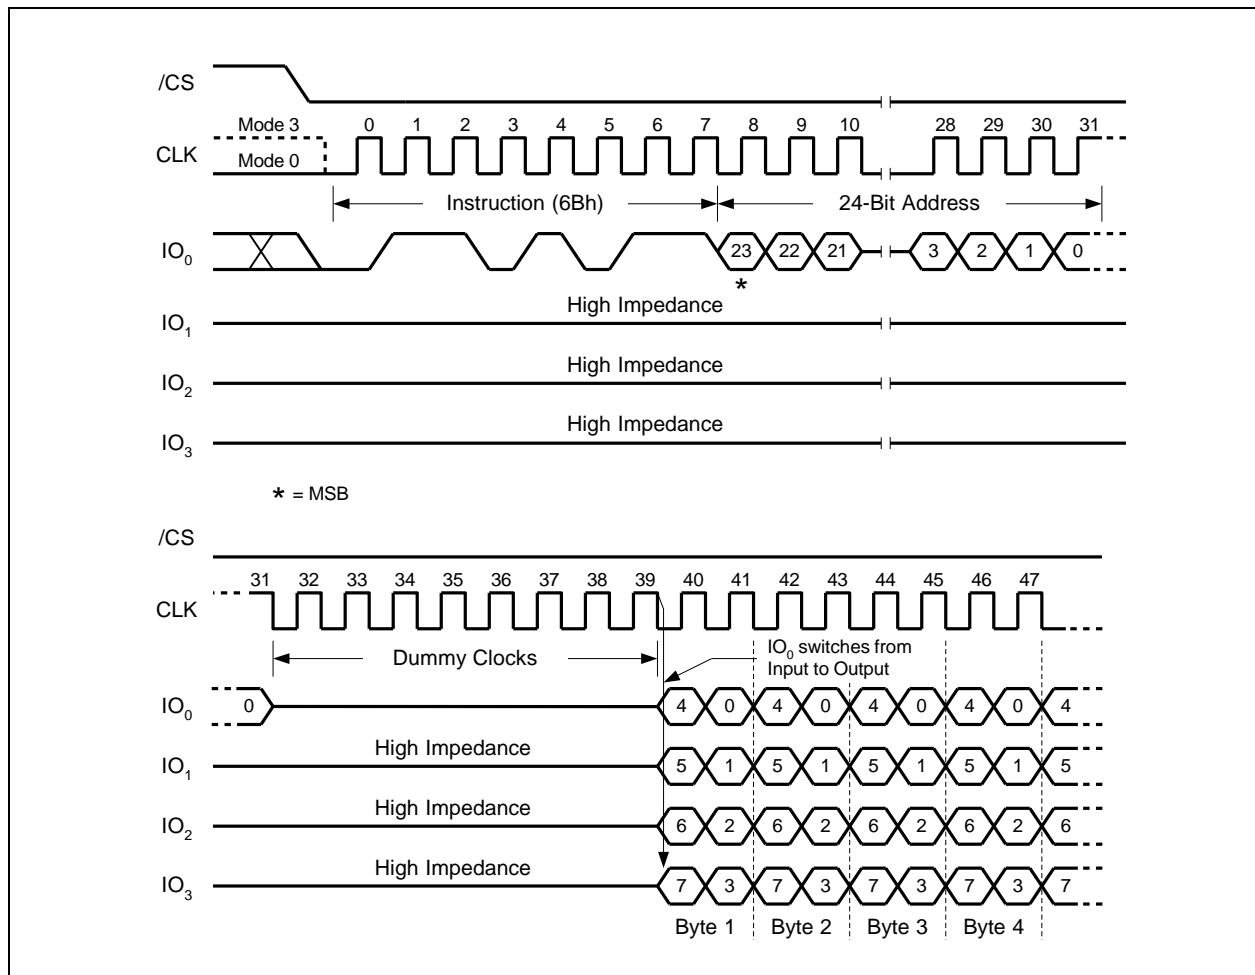 /CS
Mode 3 0 1 2 3 4 5 6 7 8 9 10 28 29 30 31
CLK Mode 0
Instruction (6Bh) 24-Bit Address
IO0 23 22 21 3 2 1 0
*
High Impedance
IO1
High Impedance
IO2
High Impedance
IO3
* = MSB
/CS
31 32 33 34 35 36 37 38 39 40 41 42 43 44 45 46 47
CLK
Dummy Clocks
IO0 switches from
Input to Output
IO0 0 4 0 4 0 4 0 4 0 4
High Impedance
IO1 5 1 5 1 5 1 5 1 5
High Impedance
IO2 6 2 6 2 6 2 6 2 6
High Impedance
IO3 7 3 7 3 7 3 7 3 7
Byte 1 Byte 2 Byte 3 Byte 4